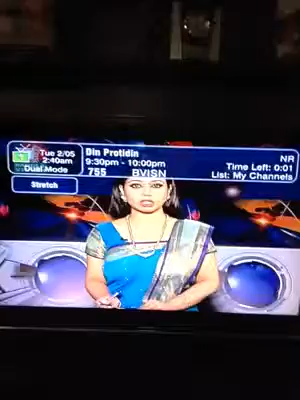 Tue 2/05
2:40am
Dual Mode
Din Protidin
9:30pm - 10:00pm
755 BVISN
NR
Time Left: 0:01
List: My Channels
Stretch